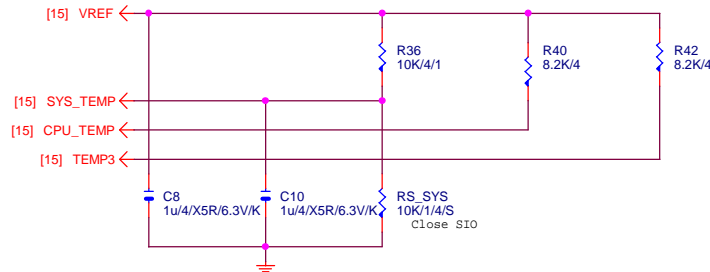 [15] VREF
R36
10K/4/1
R40
8.2K/4
R42
8.2K/4
[15] SYS_TEMP
[15] CPU_TEMP
[15] TEMP3
C8
1u/4/X5R/6.3V/K
C10
1u/4/X5R/6.3V/K
RS_SYS
10K/1/4/S
Close SIO